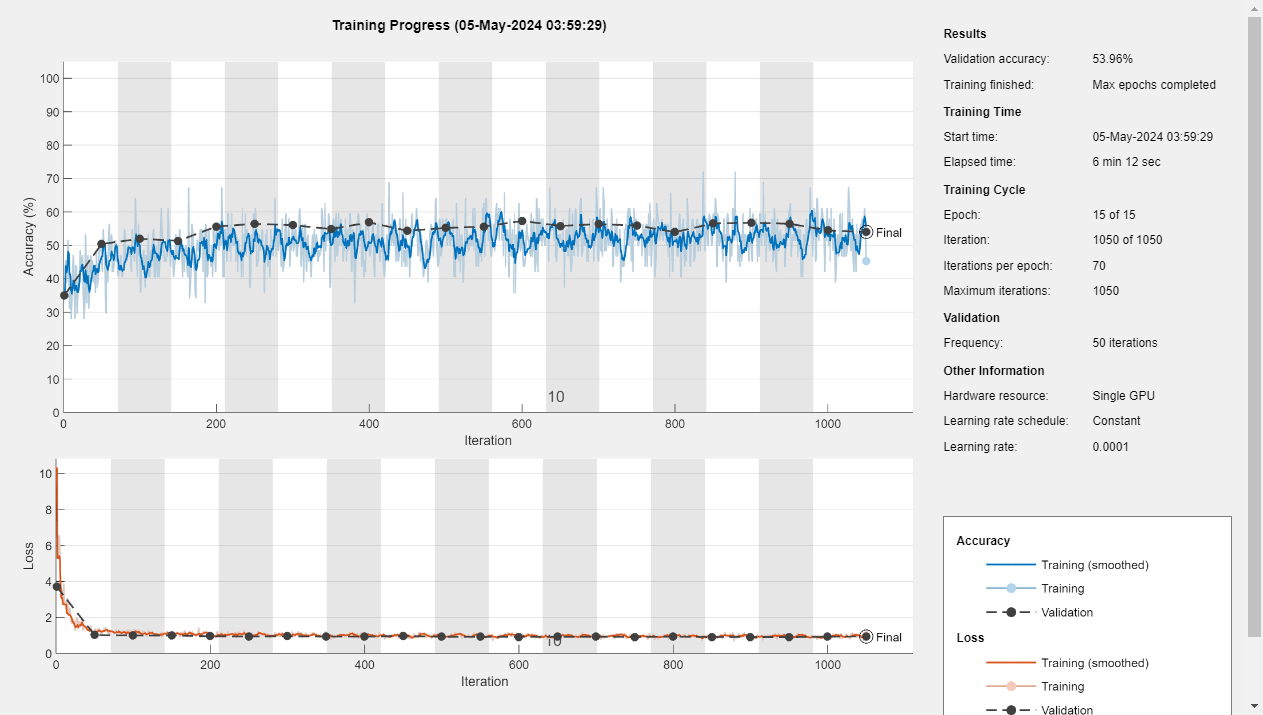 Training Progress (05-May-2024 03:59:29)
100
90
80
70
60
50
40
30
20
10
0
Accuracy (%)
Final
10
0 200 400 600 800 1000
Iteration
10
8
6
4
2
0
Loss
Final
10
0 200 400 600 800 1000
Iteration
Results
Validation accuracy: 53.96%
Training finished: Max epochs completed
Training Time
Start time: 05-May-2024 03:59:29
Elapsed time: 6 min 12 sec
Training Cycle
Epoch: 15 of 15
Iteration: 1050 of 1050
Iterations per epoch: 70
Maximum iterations: 1050
Validation
Frequency: 50 iterations
Other Information
Hardware resource: Single GPU
Learning rate schedule: Constant
Learning rate: 0.0001
Accuracy
Training (smoothed)
Training
Validation
Loss
Training (smoothed)
Training
Validation